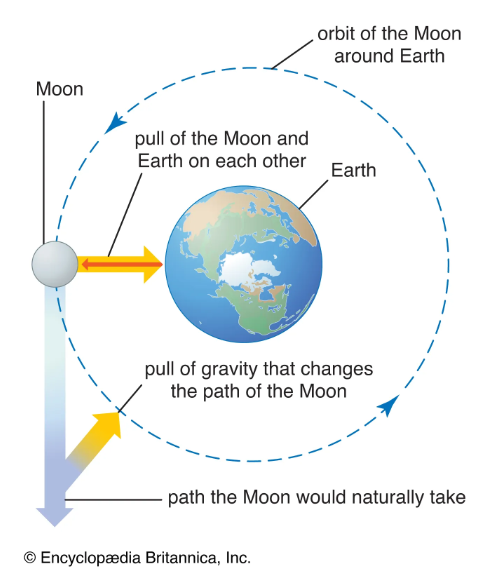 orbit of the Moon
around Earth
Moon
pull of the Moon and
Earth on each other
Earth
pull of gravity that changes
the path of the Moon
path the Moon would naturally take
© Encyclopædia Britannica, Inc.